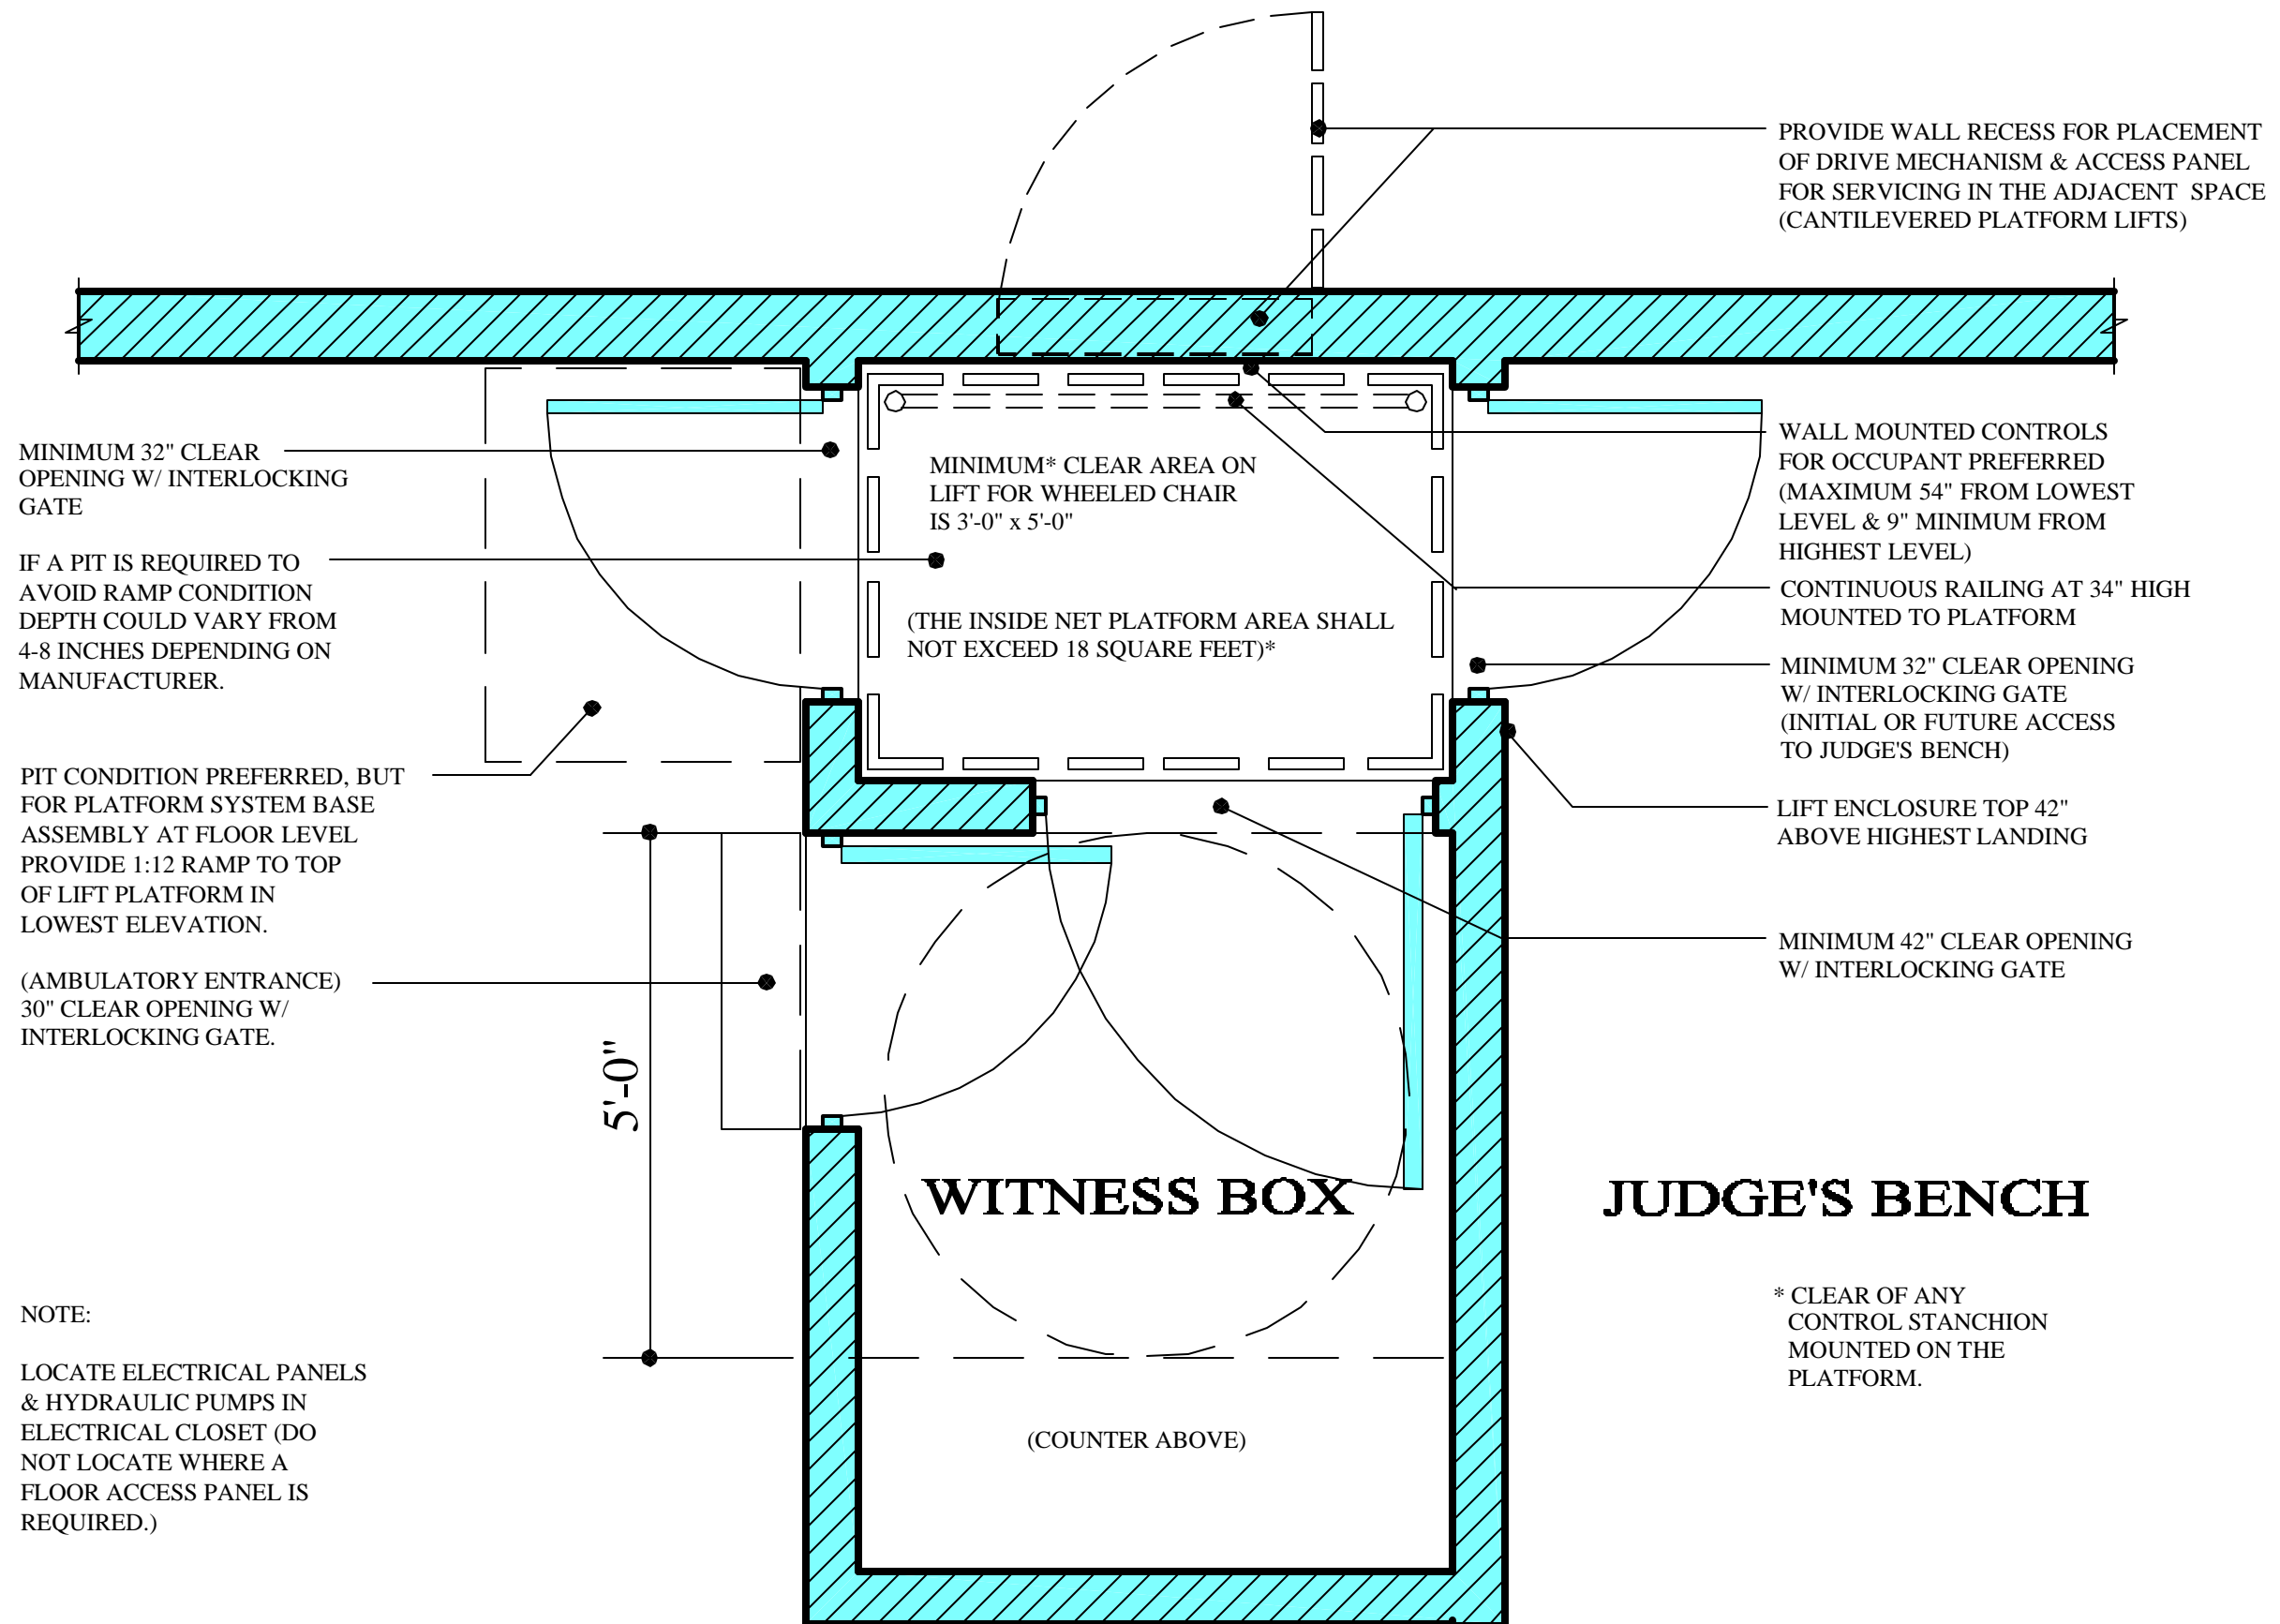 PROVIDE WALL RECESS FOR PLACEMENT
OF DRIVE MECHANISM & ACCESS PANEL
FOR SERVICING IN THE ADJACENT SPACE
(CANTILEVERED PLATFORM LIFTS)
MINIMUM 32" CLEAR
OPENING W/ INTERLOCKING
GATE
IF A PIT IS REQUIRED TO
AVOID RAMP CONDITION
DEPTH COULD VARY FROM
4-8 INCHES DEPENDING ON
MANUFACTURER.
PIT CONDITION PREFERRED, BUT
FOR PLATFORM SYSTEM BASE
ASSEMBLY AT FLOOR LEVEL
PROVIDE 1:12 RAMP TO TOP
OF LIFT PLATFORM IN
LOWEST ELEVATION.
(AMBULATORY ENTRANCE)
30" CLEAR OPENING W/
INTERLOCKING GATE.
NOTE:
LOCATE ELECTRICAL PANELS
& HYDRAULIC PUMPS IN
ELECTRICAL CLOSET (DO
NOT LOCATE WHERE A
FLOOR ACCESS PANEL IS
REQUIRED.)
5'-0"
MINIMUM* CLEAR AREA ON
LIFT FOR WHEELED CHAIR
IS 3'-0" x 5'-0"
(THE INSIDE NET PLATFORM AREA SHALL
NOT EXCEED 18 SQUARE FEET)*
WITNESS BOX
(COUNTER ABOVE)
WALL MOUNTED CONTROLS
FOR OCCUPANT PREFERRED
(MAXIMUM 54" FROM LOWEST
LEVEL & 9" MINIMUM FROM
HIGHEST LEVEL)
CONTINUOUS RAILING AT 34" HIGH
MOUNTED TO PLATFORM
MINIMUM 32" CLEAR OPENING
W/ INTERLOCKING GATE
(INITIAL OR FUTURE ACCESS
TO JUDGE'S BENCH)
LIFT ENCLOSURE TOP 42"
ABOVE HIGHEST LANDING
MINIMUM 42" CLEAR OPENING
W/ INTERLOCKING GATE
JUDGE'S BENCH
* CLEAR OF ANY
CONTROL STANCHION
MOUNTED ON THE
PLATFORM.